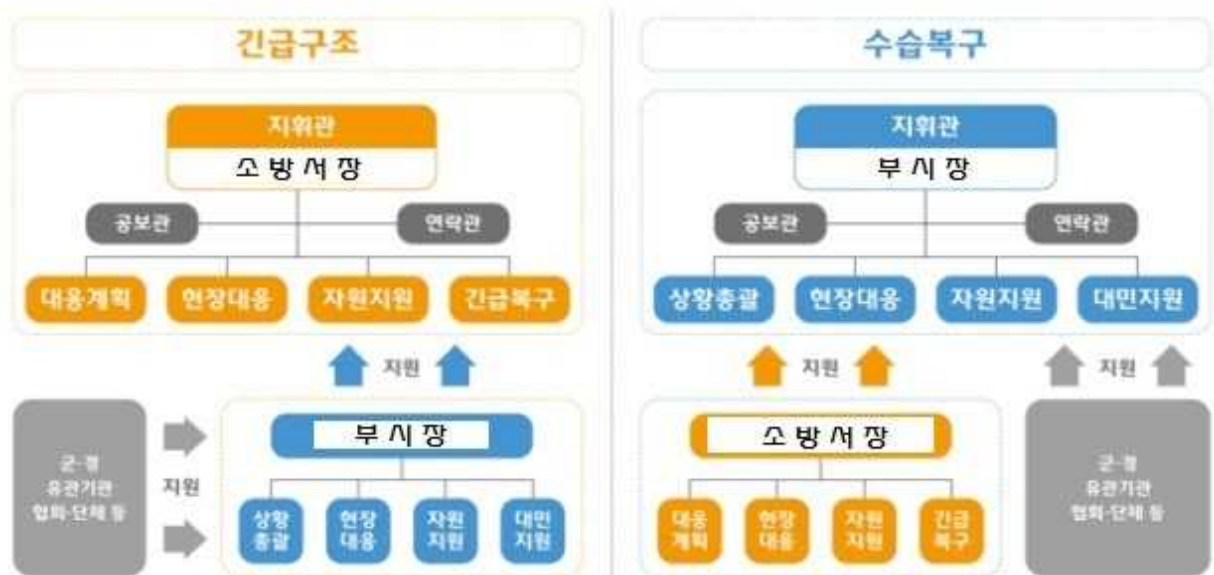 긴급구조
지휘관
소방서장
공보관
연락관
대응계획
현장대응
자원지원
긴급복구
지원
군·경
유관기관
협회·단체 등
지원
부시장
상황
총괄
현장
대응
자원
지원
대민
지원
수습복구
지휘관
부시장
공보관
연락관
상황총괄
현장대응
자원지원
대민지원
지원
지원
소방서장
대응
계획
현장
대응
자원
지원
긴급
복구
군·경
유관기관
협회·단체 등